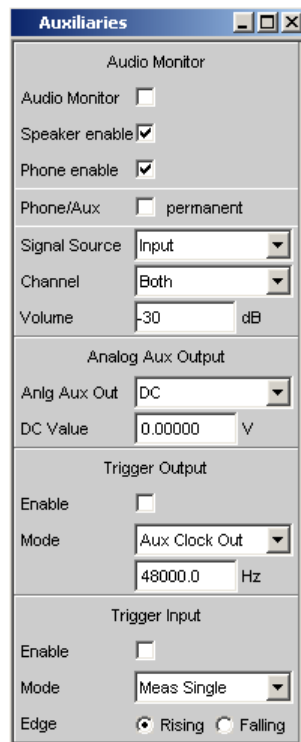 Auxiliaries
Audio Monitor
Audio Monitor
Speaker enable
Phone enable
Phone/Aux permanent
Signal Source Input
Channel Both
Volume -30 dB
Analog Aux Output
Anlg Aux Out DC
DC Value 0.00000 V
Trigger Output
Enable
Mode Aux Clock Out
48000.0 Hz
Trigger Input
Enable
Mode Meas Single
Edge Rising Falling